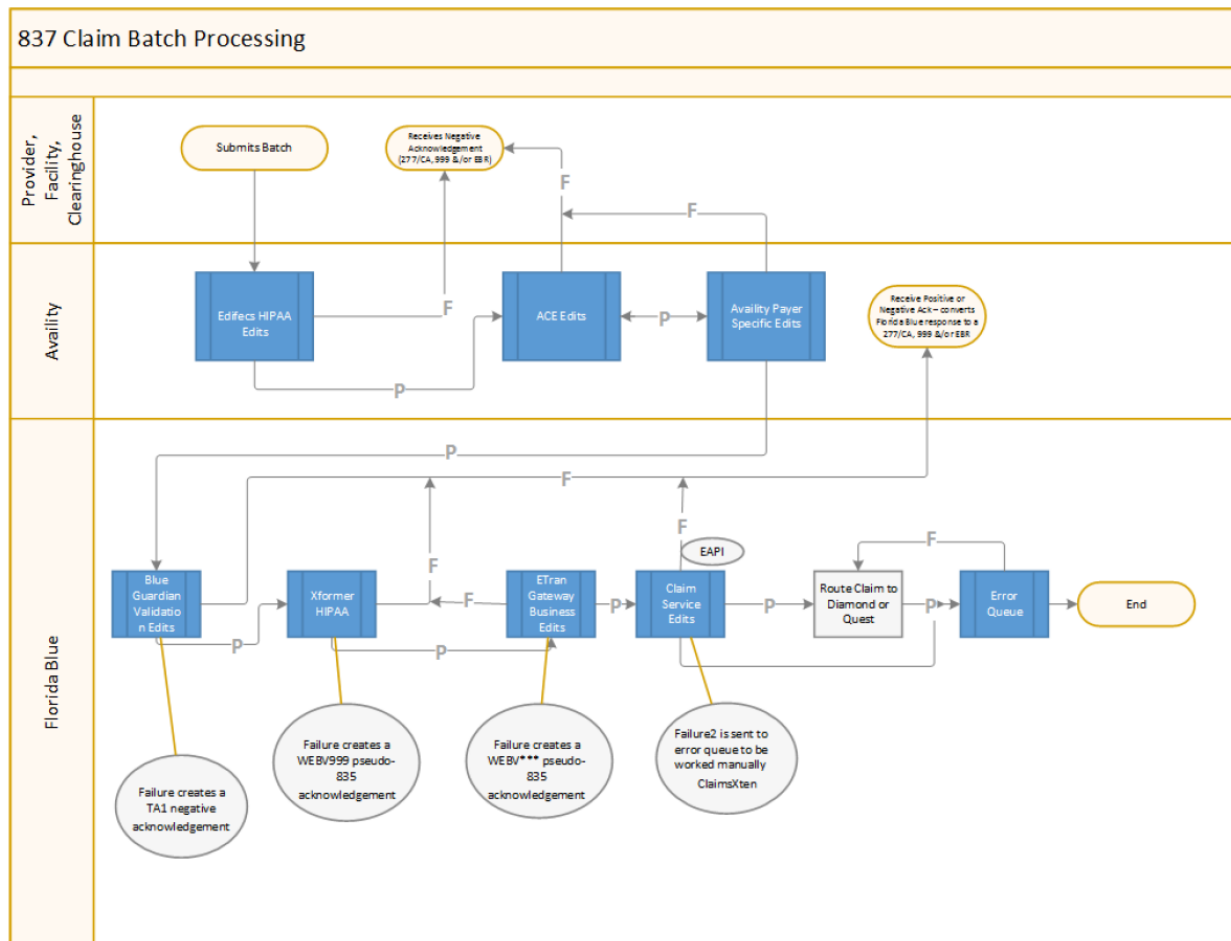 837 Claim Batch Processing
Provider,
Facility,
Clearinghouse
Submits Batch
Receives Negative
Acknowledgement
(277/CA, 999 &/or EBR)
F
F
F
Availity
Edifecs HIPAA
Edits
ACE Edits
P
Availity Payer
Specific Edits
Receive Positive or
Negative Ack – converts
Florida Blue response to a
277/CA, 999 &/or EBR
P
Florida Blue
P
F
F
F
EAPI
F
Blue
Guardian
Validatio
n Edits
Xformer
HIPAA
F
ETran
Gateway
Business
Edits
P
Claim
Service
Edits
P
Route Claim to
Diamond or
Quest
P
Error
Queue
End
P
P
Failure creates a
TA1 negative
acknowledgement
Failure creates a
WEBV999 pseudo-
835
acknowledgement
Failure creates a
WEBV*** pseudo-
835
acknowledgement
Failure2 is sent to
error queue to be
worked manually
ClaimsXten